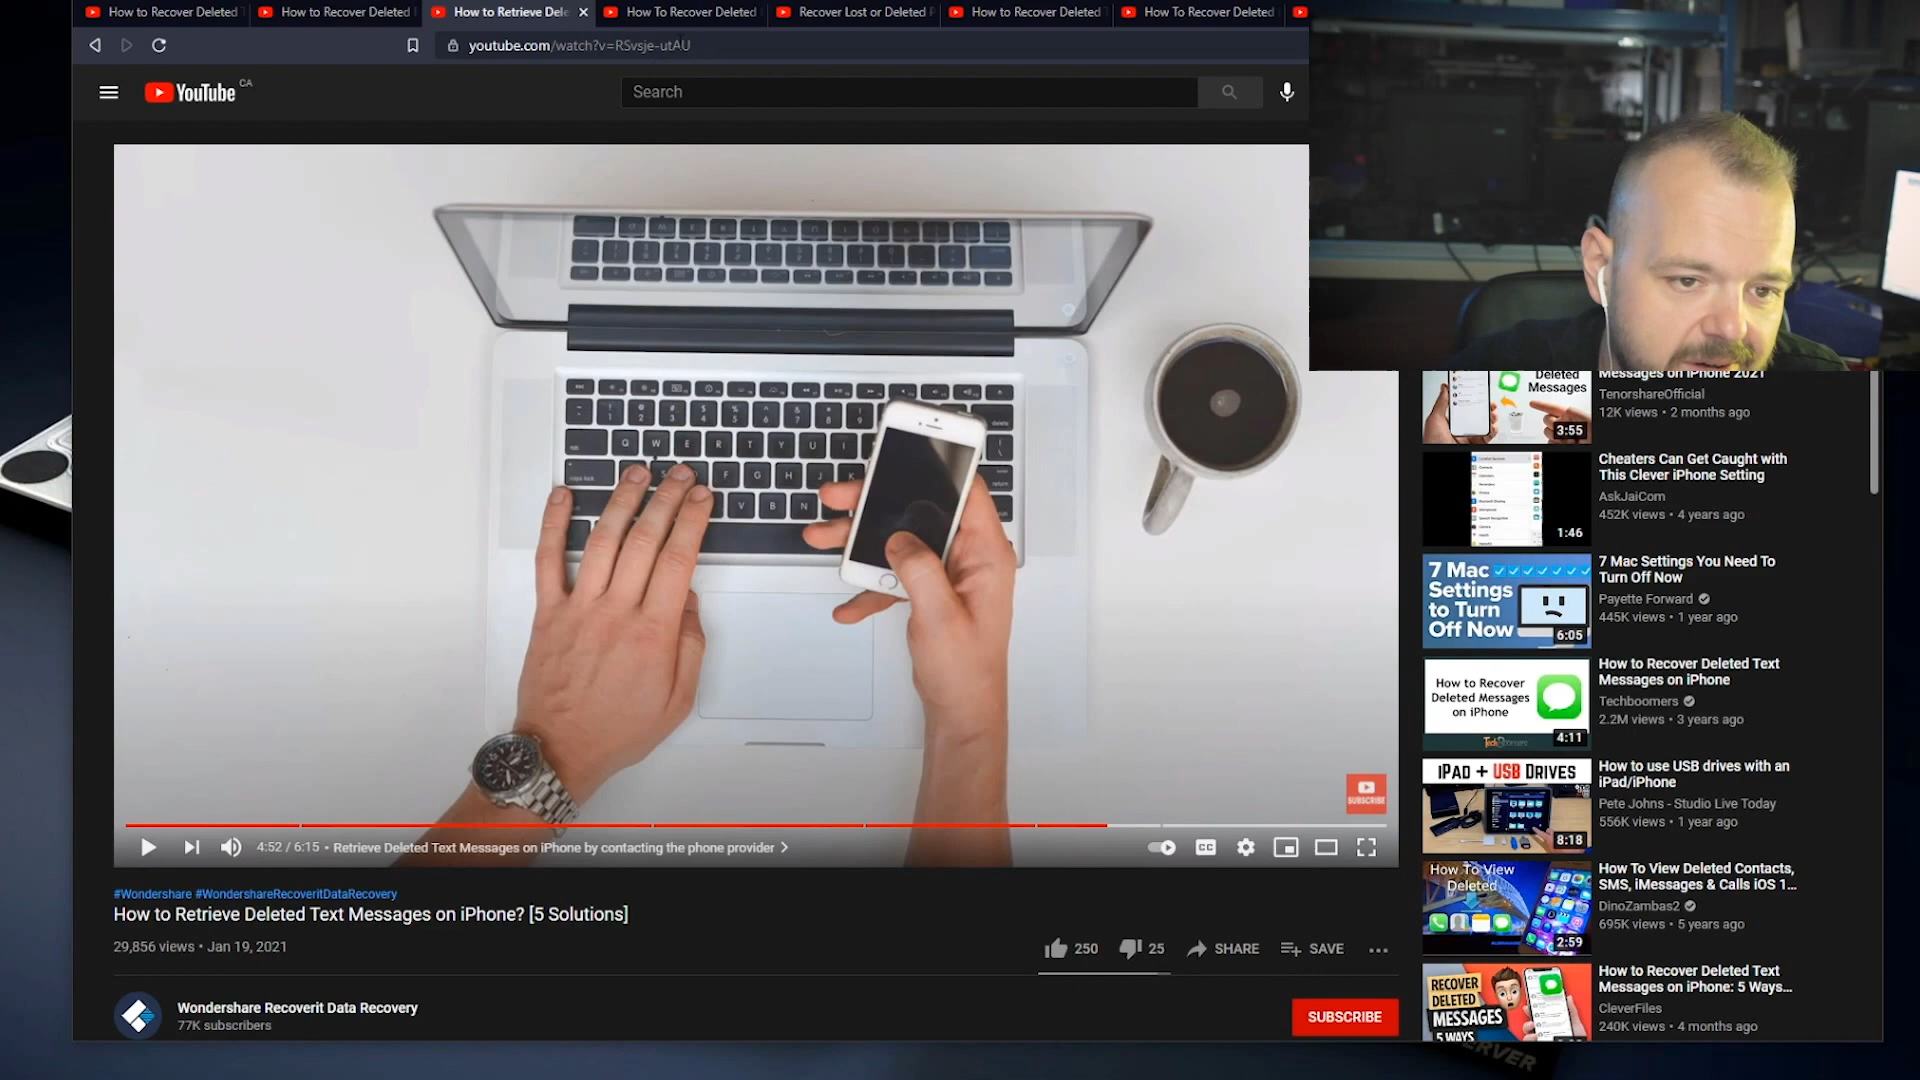 How to Recover Deleted
How to Recover Deleted
How to Retrieve Dele
How To Recover Deleted
Recover Lost or Deleted
How to Recover Deleted
How To Recover Deleted
youtube.com/watch?v=RSvsje-utAU
YouTube CA
Search
SUBSCRIBE
4:52 / 6:15 • Retrieve Deleted Text Messages on iPhone by contacting the phone provider
CC
#Wondershare #WondershareRecoveritDataRecovery
How to Retrieve Deleted Text Messages on iPhone? [5 Solutions]
29,856 views • Jan 19, 2021
250
25
SHARE
SAVE
Wondershare Recoverit Data Recovery
77K subscribers
SUBSCRIBE
Deleted
Messages
3:55
Messages on iPhone 2021
TenorshareOfficial
12K views • 2 months ago
1:46
Cheaters Can Get Caught with
This Clever iPhone Setting
AskJaiCom
452K views • 4 years ago
7 Mac
Settings
to Turn
Off Now
6:05
7 Mac Settings You Need To
Turn Off Now
Payette Forward
445K views • 1 year ago
How to Recover
Deleted Messages
on iPhone
TechBoomers
4:11
How to Recover Deleted Text
Messages on iPhone
Techboomers
2.2M views • 3 years ago
iPAD + USB DRIVES
8:18
How to use USB drives with an
iPad/iPhone
Pete Johns - Studio Live Today
556K views • 1 year ago
How To View
Deleted
2:59
How To View Deleted Contacts,
SMS, iMessages & Calls iOS 1...
DinoZambas2
695K views • 5 years ago
RECOVER
DELETED
MESSAGES
5 WAYS
How to Recover Deleted Text
Messages on iPhone: 5 Ways...
CleverFiles
240K views • 4 months ago